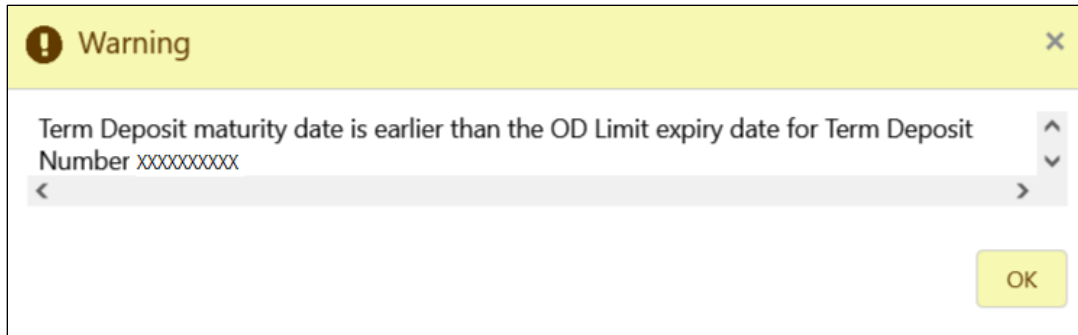 Warning
Term Deposit maturity date is earlier than the OD Limit expiry date for Term Deposit
Number XXXXXXXXXX
OK